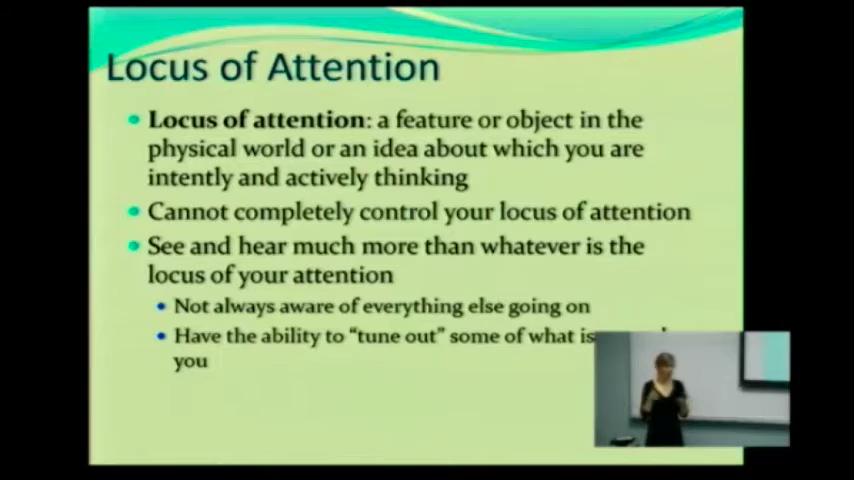 Locus of Attention
Locus of attention: a feature or object in the
physical world or an idea about which you are
intently and actively thinking
Cannot completely control your locus of attention
See and hear much more than whatever is the
locus of your attention
Not always aware of everything else going on
Have the ability to “tune out” some of what is
you